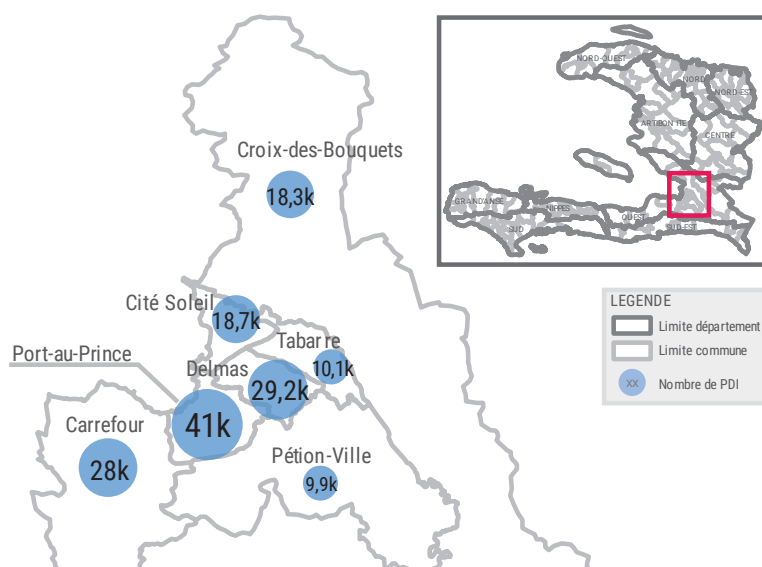 NORD-OUEST
NORD
NORD-EST
ARTIBONITE
CENTRE
GRANDANSE
NIPPES
OUEST
SUD
SUD-EST
Croix-des-Bouquets
18,3k
Cité Soleil
18,7k
Tabarre
10,1k
Port-au-Prince
Delmas
29,2k
41k
Carrefour
28k
Pétion-Ville
9,9k
LEGENDE
Limite département
Limite commune
xx Nombre de PDI